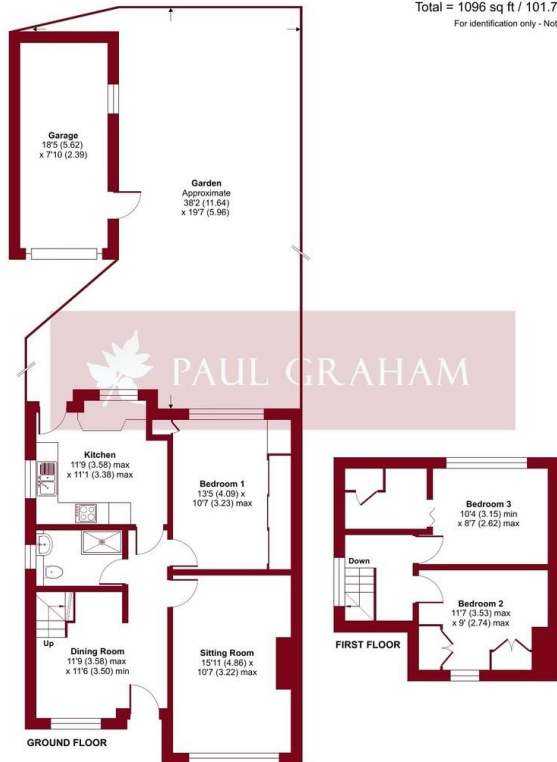 Total = 1096 sq ft / 101.7
For identification only - Not
Garage
18'5 (5.62)
x 7'10 (2.39)
Garden
Approximate
38'2 (11.64)
x 19'7 (5.96)
PAUL GRAHAM
Kitchen
11'9 (3.58) max
x 11'1 (3.38) max
Bedroom 1
13'5 (4.09) x
10'7 (3.23) max
Up
Dining Room
11'9 (3.58) max
x 11'6 (3.50) min
Sitting Room
15'11 (4.86) x
10'7 (3.22) max
GROUND FLOOR
Bedroom 3
10'4 (3.15) min
x 8'7 (2.62) max
Down
Bedroom 2
11'7 (3.53) max
x 9' (2.74) max
FIRST FLOOR